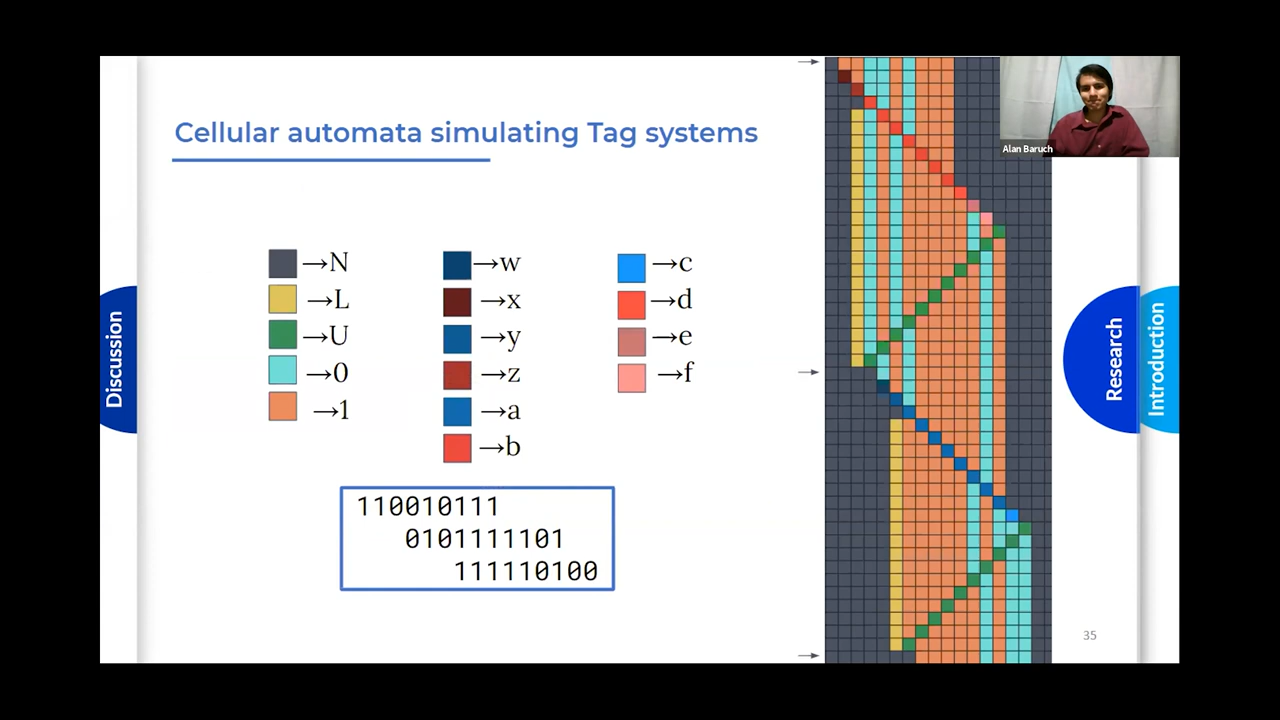 Cellular automata simulating Tag systems
Alan Baruch
→N →w →c
→L →x →d
→U →y →e
→0 →z →f
→1 →a
→b
110010111
0101111101
111110100
Discussion
Research
Introduction
35